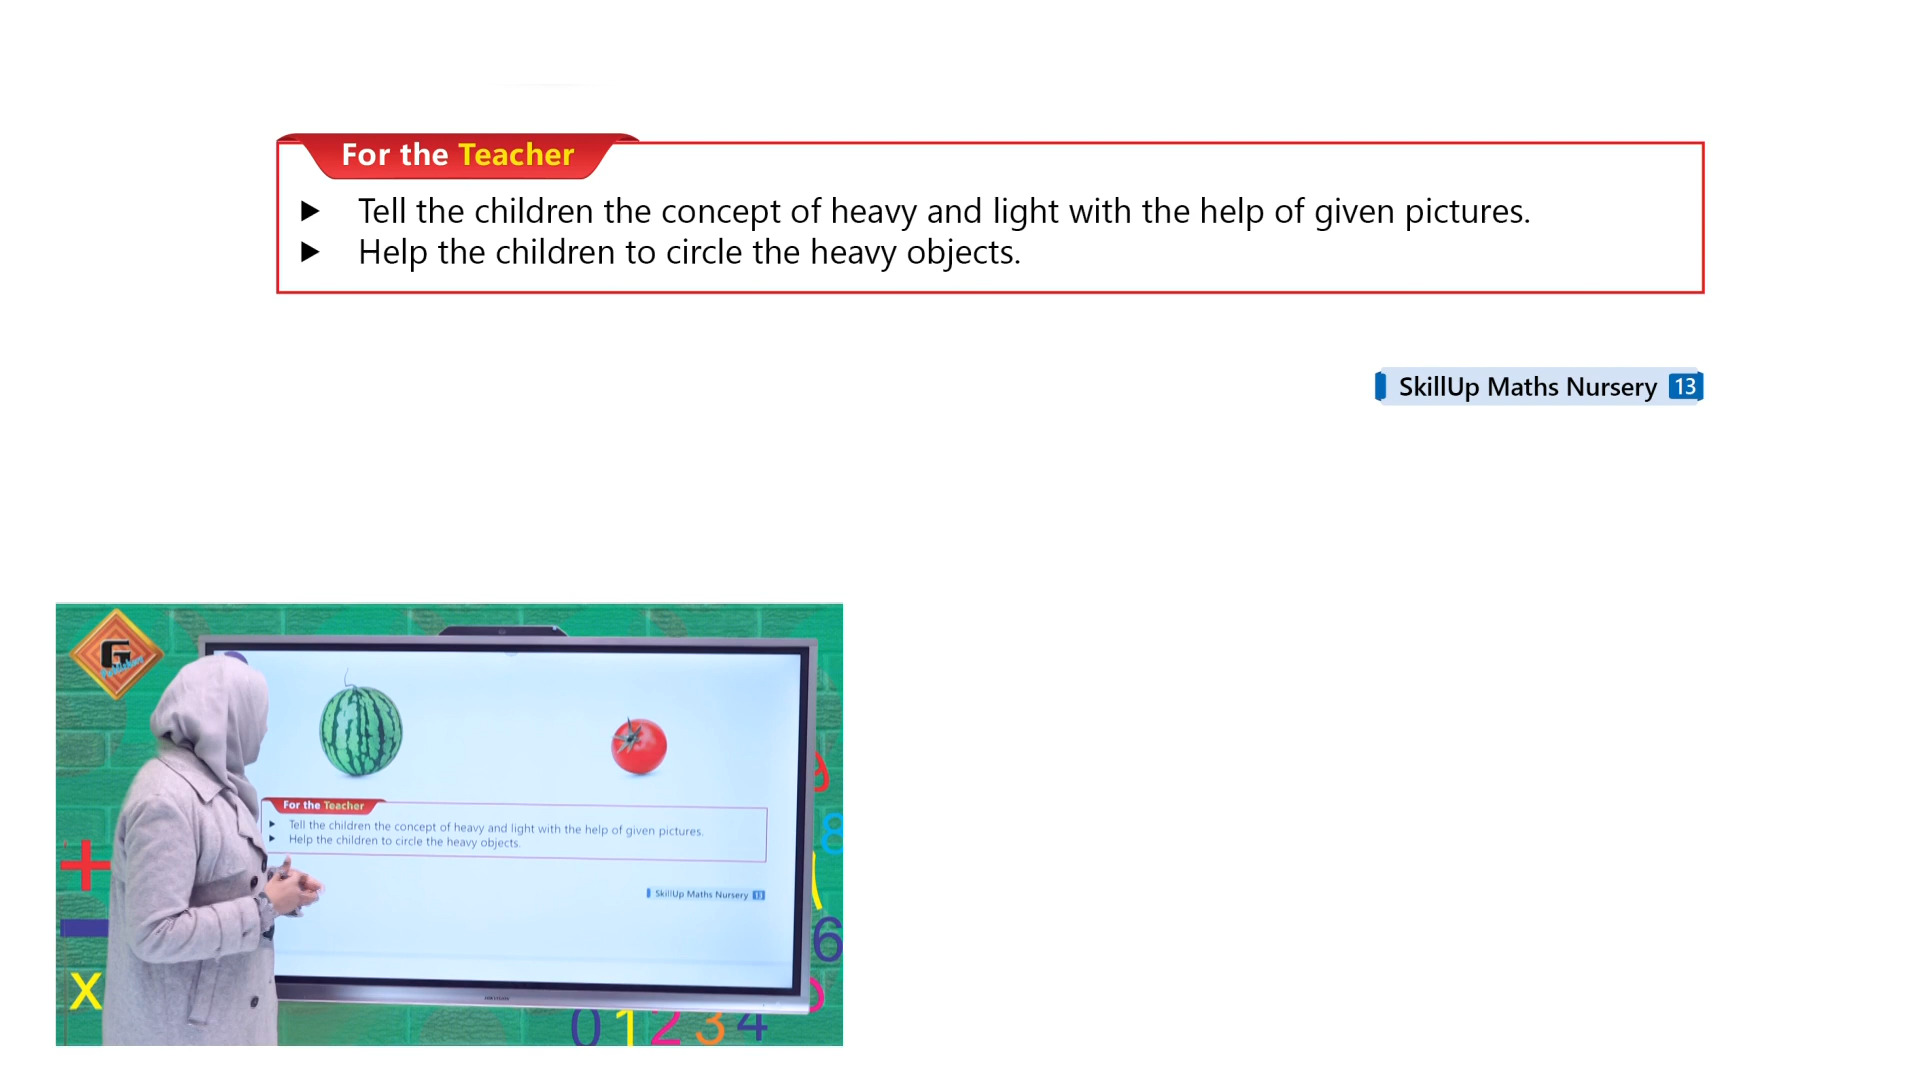 For the Teacher
Tell the children the concept of heavy and light with the help of given pictures.
Help the children to circle the heavy objects.
SkillUp Maths Nursery 13
G
For the Teacher
Tell the children the concept of heavy and light with the help of given pictures.
Help the children to circle the heavy objects.
SkillUp Maths Nursery 13
+
8
6
x
0 1 2 3 4